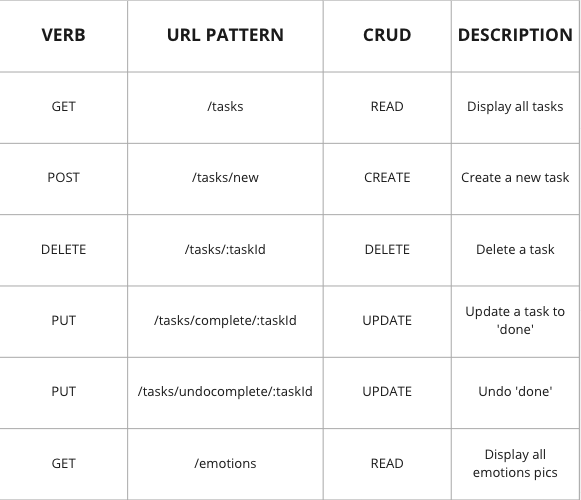 VERB URL PATTERN CRUD DESCRIPTION
GET /tasks READ Display all tasks
POST /tasks/new CREATE Create a new task
DELETE /tasks/:taskId DELETE Delete a task
PUT /tasks/complete/:taskId UPDATE Update a task to
'done'
PUT /tasks/undocomplete/:taskId UPDATE Undo 'done'
GET /emotions READ Display all
emotions pics